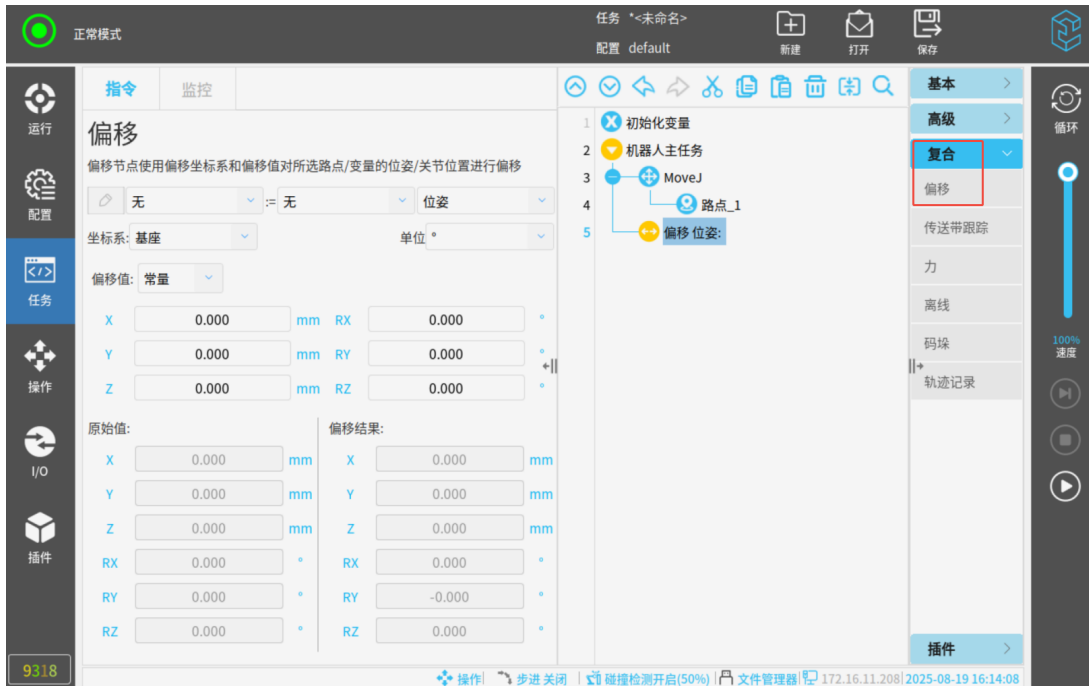 正常模式
任务 *<未命名>
配置 default
新建
打开
保存
运行
配置
任务
操作
I/O
插件
9318
指令
监控
偏移
偏移节点使用偏移坐标系和偏移值对所选路点/变量的位姿/关节位置进行偏移
无 := 无 位姿
坐标系: 基座 单位 °
偏移值: 常量
X 0.000 mm RX 0.000 °
Y 0.000 mm RY 0.000 °
Z 0.000 mm RZ 0.000 °
原始值: 偏移结果:
X 0.000 mm X 0.000 mm
Y 0.000 mm Y 0.000 mm
Z 0.000 mm Z 0.000 mm
RX 0.000 ° RX 0.000 °
RY 0.000 ° RY -0.000 °
RZ 0.000 ° RZ 0.000 °
1 初始化变量
2 机器人主任务
3 MoveJ
4 路点_1
5 偏移 位姿:
基本
高级
复合
偏移
传送带跟踪
力
离线
码垛
轨迹记录
插件
循环
100%
速度
操作 步进 关闭 碰撞检测开启(50%) 文件管理器 172.16.11.208 2025-08-19 16:14:08